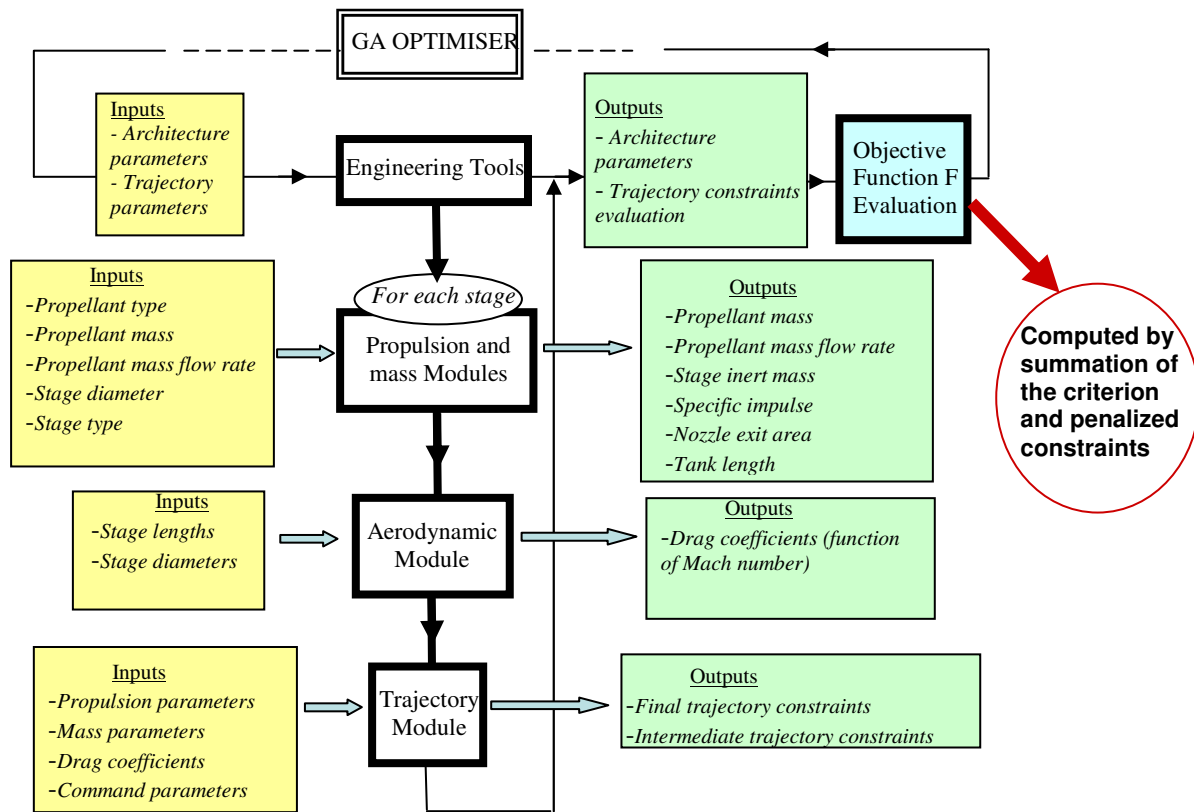 GA OPTIMISER
Inputs
- Architecture
parameters
- Trajectory
parameters
Engineering Tools
Outputs
- Architecture
parameters
- Trajectory constraints
evaluation
Objective
Function F
Evaluation
Computed by
summation of
the criterion
and penalized
constraints
For each stage
Inputs
-Propellant type
-Propellant mass
-Propellant mass flow rate
-Stage diameter
-Stage type
Propulsion and
mass Modules
Outputs
-Propellant mass
-Propellant mass flow rate
-Stage inert mass
-Specific impulse
-Nozzle exit area
-Tank length
Inputs
-Stage lengths
-Stage diameters
Aerodynamic
Module
Outputs
-Drag coefficients (function
of Mach number)
Inputs
-Propulsion parameters
-Mass parameters
-Drag coefficients
-Command parameters
Trajectory
Module
Outputs
-Final trajectory constraints
-Intermediate trajectory constraints